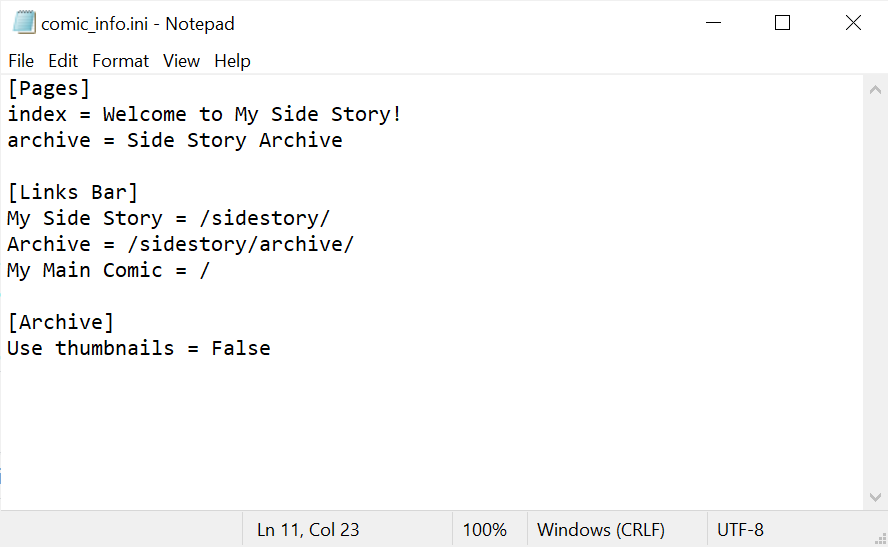 comic_info.ini - Notepad
File Edit Format View Help
[Pages]
index = Welcome to My Side Story!
archive = Side Story Archive
[Links Bar]
My Side Story = /sidestory/
Archive = /sidestory/archive/
My Main Comic = /
[Archive]
Use thumbnails = False
Ln 11, Col 23 100% Windows (CRLF) UTF-8